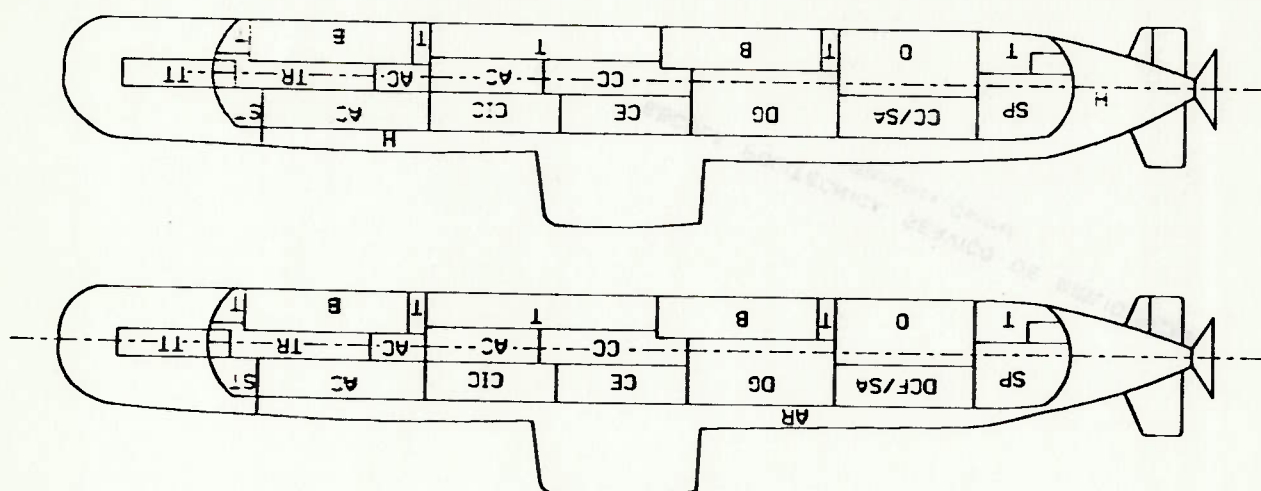 AR
ST AC CIC CE DG DCF/SA SP
TT TR AC AC CC
T B T T B T O T
H
ST AC CIC CE DG CC/SA SP
TT TR AC AC CC H
T B T T B T O T